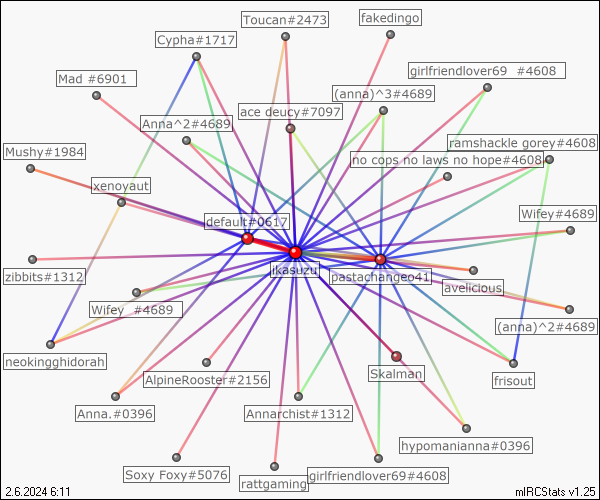 Toucan#2473
fakedingo
Cypha#1717
girlfriendlover69  #4608
Mad #6901
(anna)^3#4689
ace deucy#7097
Anna^2#4689
ramshackle gorey#4608
Mushy#1984
no cops no laws no hope#4608
xenoyaut
Wifey#4689
default#0617
ikasuzu
pastachangeo41
zibbits#1312
avelicious
Wifey  #4689
(anna)^2#4689
neokingghidorah
Skalman
AlpineRooster#2156
frisout
Anna.#0396
Annarchist#1312
hypomanianna#0396
Soxy Foxy#5076
girlfriendlover69#4608
rattgaming
2.6.2024 6:11
mIRCStats v1.25